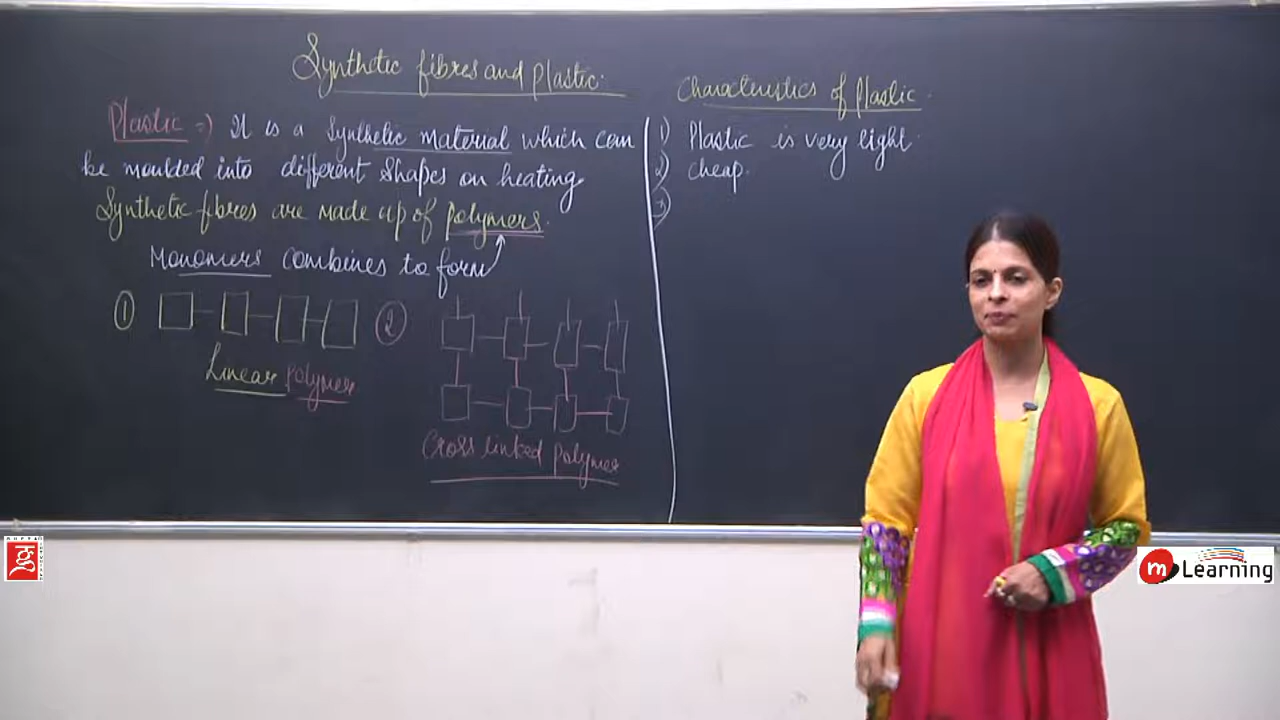 Synthetic fibres and Plastic.
Plastic => It is a synthetic material which can
be moulded into different shapes on heating.
Synthetic fibres are made up of polymers.
Monomers combines to form
① ②
Linear polymer
Cross linked polymer
Characteristics of Plastic.
1) Plastic is very light.
2) cheap.
3)
m Learning